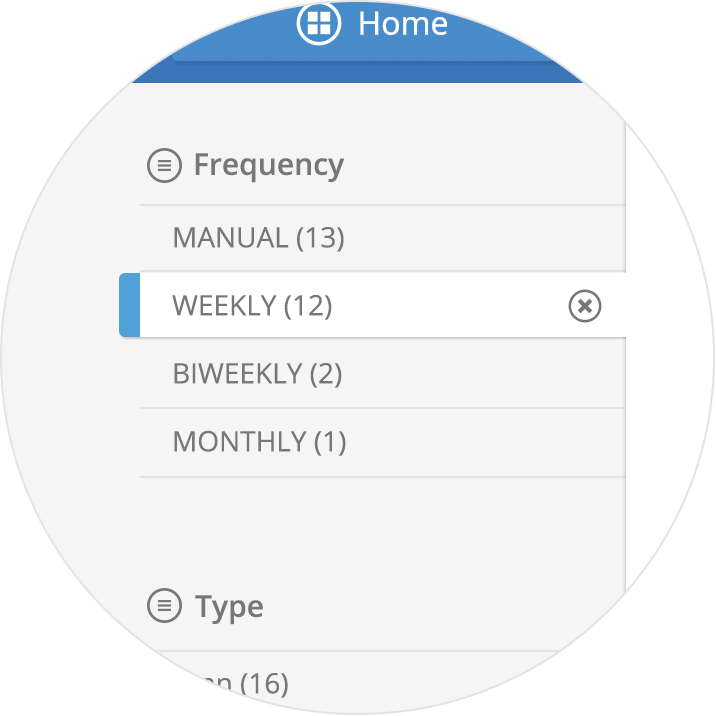 Home
Frequency
MANUAL (13)
WEEKLY (12)
BIWEEKLY (2)
MONTHLY (1)
Type
(16)